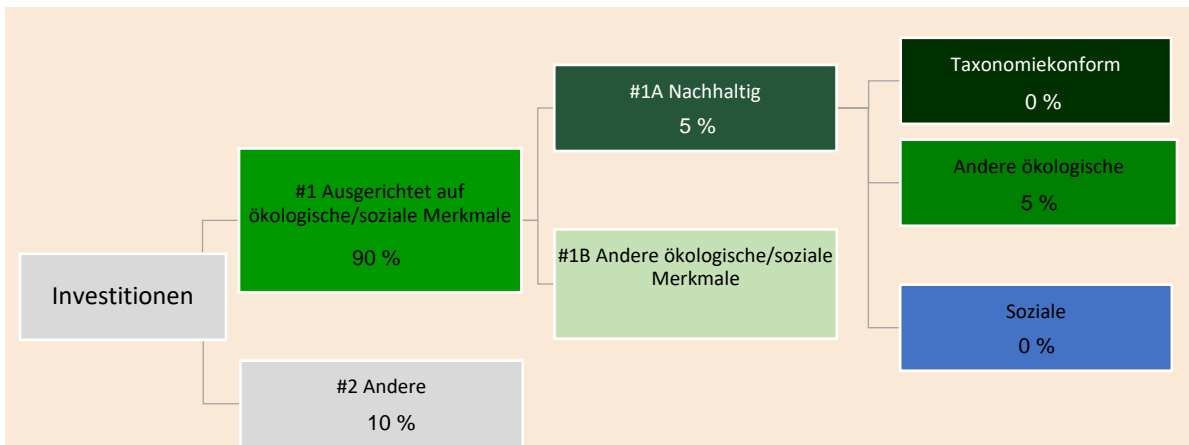 Investitionen
#1 Ausgerichtet auf
ökologische/soziale Merkmale
90 %
#2 Andere
10 %
#1A Nachhaltig
5 %
#1B Andere ökologische/soziale
Merkmale
Taxonomiekonform
0 %
Andere ökologische
5 %
Soziale
0 %